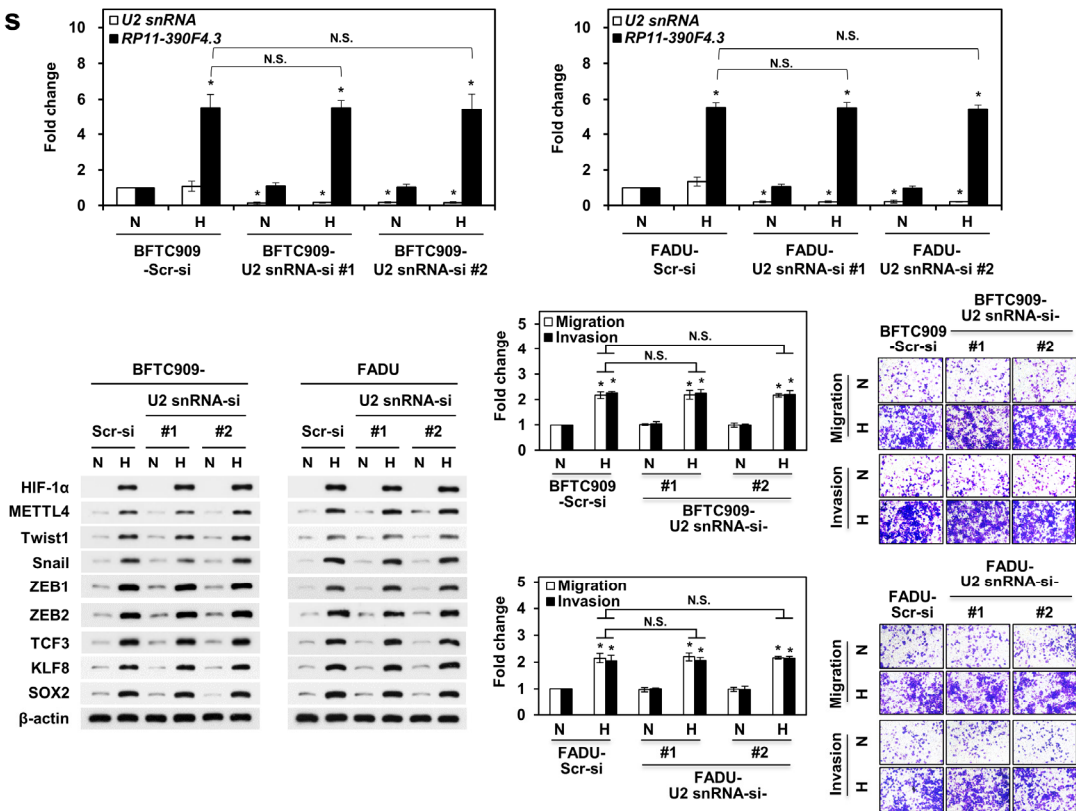 s
10
8
6
4
2
0
Fold change
U2 snRNA
RP11-390F4.3
N.S.
N.S.
*
*
*
* * * *
N H N H N H
BFTC909
-Scr-si
BFTC909-
U2 snRNA-si #1
BFTC909-
U2 snRNA-si #2
10
8
6
4
2
0
Fold change
U2 snRNA
RP11-390F4.3
N.S.
N.S.
*
*
*
* * * *
N H N H N H
FADU-
Scr-si
FADU-
U2 snRNA-si #1
FADU-
U2 snRNA-si #2
BFTC909-
U2 snRNA-si
Scr-si #1 #2
N H N H N H
FADU
U2 snRNA-si
Scr-si #1 #2
N H N H N H
HIF-1α
METTL4
Twist1
Snail
ZEB1
ZEB2
TCF3
KLF8
SOX2
β-actin
5
4
3
2
1
0
Fold change
Migration
Invasion
N.S.
N.S.
* * * * * *
N H N H N H
BFTC909
-Scr-si
#1 #2
BFTC909-
U2 snRNA-si-
BFTC909-
U2 snRNA-si-
BFTC909
-Scr-si
#1 #2
Migration
N
H
Invasion
N
H
5
4
3
2
1
0
Fold change
Migration
Invasion
N.S.
N.S.
* * * * * *
N H N H N H
FADU-
Scr-si
#1 #2
FADU-
U2 snRNA-si-
FADU-
U2 snRNA-si-
FADU-
Scr-si
#1 #2
Migration
N
H
Invasion
N
H